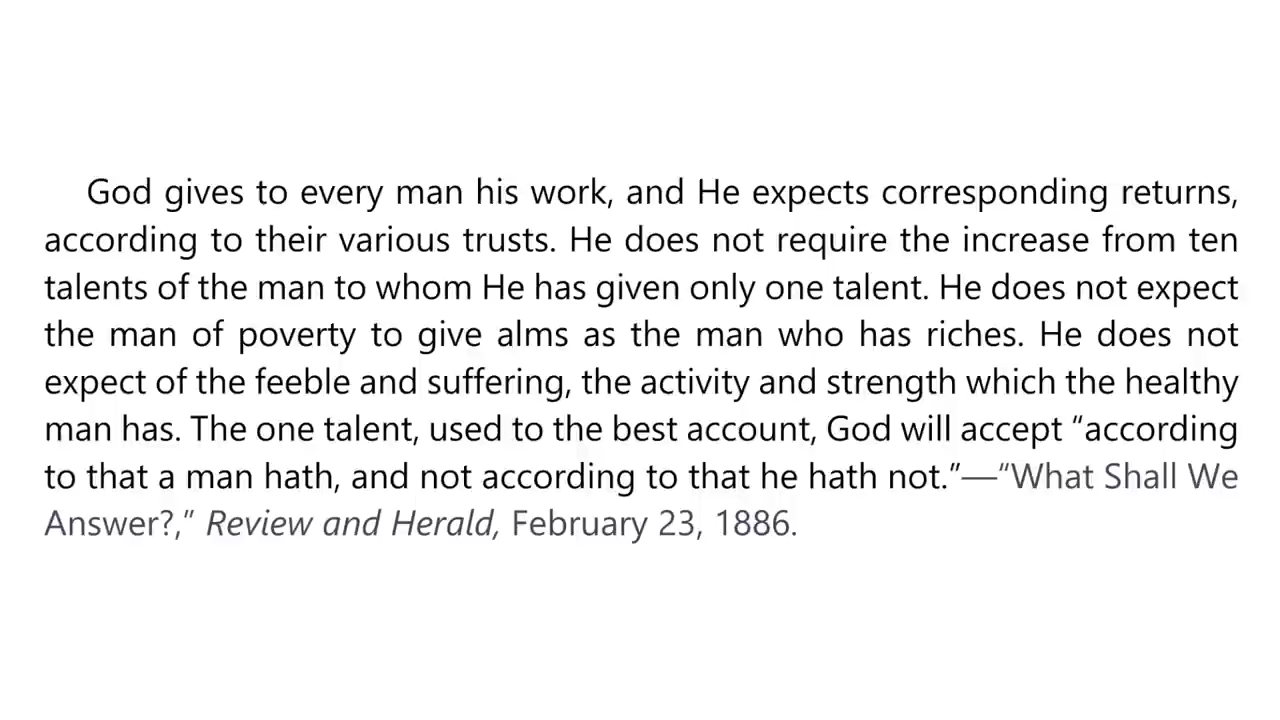 God gives to every man his work, and He expects corresponding returns,
according to their various trusts. He does not require the increase from ten
talents of the man to whom He has given only one talent. He does not expect
the man of poverty to give alms as the man who has riches. He does not
expect of the feeble and suffering, the activity and strength which the healthy
man has. The one talent, used to the best account, God will accept “according
to that a man hath, and not according to that he hath not.”—“What Shall We
Answer?,” Review and Herald, February 23, 1886.